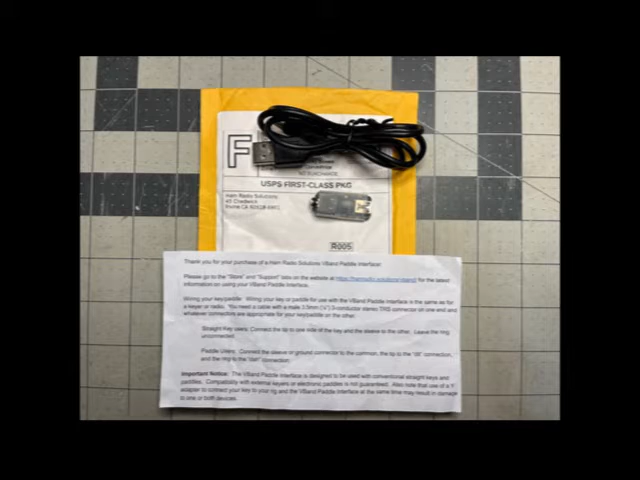 F
USPS FIRST-CLASS PKG
Ham Radio Solutions
Irvine CA
R005
Thank you for your purchase of a Ham Radio Solutions VBand Paddle Interface!
Please go to the "Store" and "Support" tabs on the website at https://hamradio.solutions/vband/ for the latest
information on using your VBand Paddle Interface.
Wiring your key/paddle: Wiring your key or paddle for use with the VBand Paddle Interface is the same as for
a keyer or radio. You need a cable with a male 3.5mm (⅛") 3-conductor stereo TRS connector on one end and
whatever connectors are appropriate for your key/paddle on the other.
Straight Key users: Connect the tip to one side of the key and the sleeve to the other. Leave the ring
unconnected.
Paddle Users: Connect the sleeve or ground connector to the common, the tip to the "dit" connection,
and the ring to the "dah" connection.
Important Notice: The VBand Paddle Interface is designed to be used with conventional straight keys and
paddles. Compatibility with external keyers or electronic paddles is not guaranteed. Also note that use of a Y
adapter to connect your key to your rig and the VBand Paddle Interface at the same time may result in damage
to one or both devices.